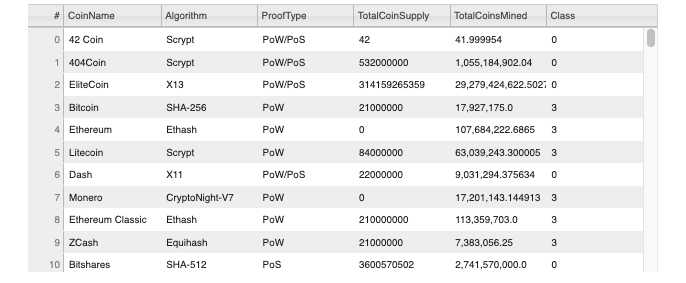 # CoinName Algorithm ProofType TotalCoinSupply TotalCoinsMined Class
0 42 Coin Scrypt PoW/PoS 42 41.999954 0
1 404Coin Scrypt PoW/PoS 532000000 1,055,184,902.04 0
2 EliteCoin X13 PoW/PoS 314159265359 29,279,424,622.5027 0
3 Bitcoin SHA-256 PoW 21000000 17,927,175.0 3
4 Ethereum Ethash PoW 0 107,684,222.6865 3
5 Litecoin Scrypt PoW 84000000 63,039,243.300005 3
6 Dash X11 PoW/PoS 22000000 9,031,294.375634 0
7 Monero CryptoNight-V7 PoW 0 17,201,143.144913 3
8 Ethereum Classic Ethash PoW 210000000 113,359,703.0 3
9 ZCash Equihash PoW 21000000 7,383,056.25 3
10 Bitshares SHA-512 PoS 3600570502 2,741,570,000.0 0